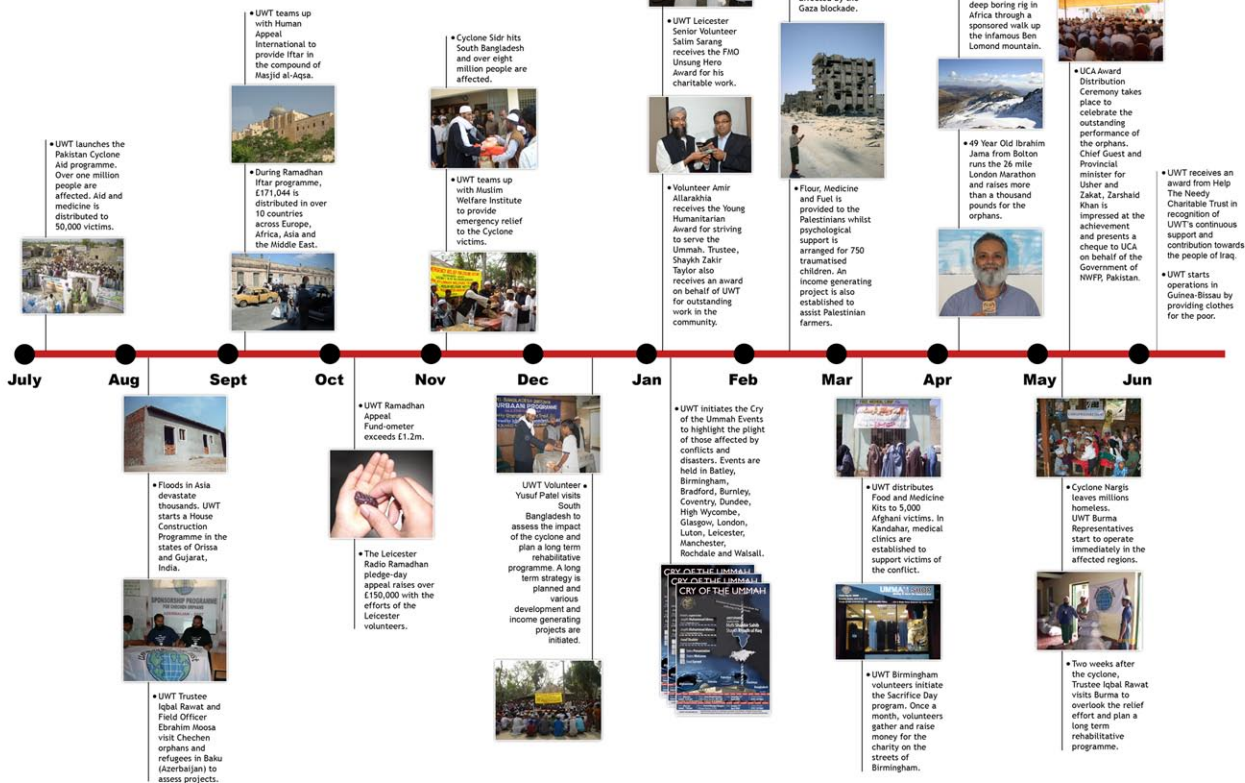 • UWT teams up
with Human
Appeal
International to
provide Iftar in
the compound of
Masjid al-Aqsa.
• Cyclone Sidr hits
South Bangladesh
and over eight
million people are
affected.
• UWT Leicester
Senior Volunteer
Salim Sarang
receives the FMO
Unsung Hero
Award for his
charitable work.
Gaza blockade.
deep boring rig in
Africa through a
sponsored walk up
the infamous Ben
Lomond mountain.
• UCA Award
Distribution
Ceremony takes
place to
celebrate the
outstanding
performance of
the orphans.
Chief Guest and
Provincial
minister for
Usher and
Zakat, Zarshaid
Khan is
impressed at the
achievement
and presents a
cheque to UCA
on behalf of the
Government of
NWFP, Pakistan.
• UWT launches the
Pakistan Cyclone
Aid programme.
Over one million
people are
affected. Aid and
medicine is
distributed to
50,000 victims.
• During Ramadhan
Iftar programme,
£171,044 is
distributed in over
10 countries
across Europe,
Africa, Asia and
the Middle East.
• UWT teams up
with Muslim
Welfare Institute
to provide
emergency relief
to the Cyclone
victims.
• Volunteer Amir
Allarakhia
receives the Young
Humanitarian
Award for striving
to serve the
Ummah. Trustee,
Shaykh Zakir
Taylor also
receives an award
on behalf of UWT
for outstanding
work in the
community.
• Flour, Medicine
and Fuel is
provided to the
Palestinians whilst
psychological
support is
arranged for 750
traumatised
children. An
income generating
project is also
established to
assist Palestinian
farmers.
• 49 Year Old Ibrahim
Jama from Bolton
runs the 26 mile
London Marathon
and raises more
than a thousand
pounds for the
orphans.
• UWT receives an
award from Help
The Needy
Charitable Trust in
recognition of
UWT's continuous
support and
contribution towards
the people of Iraq.
• UWT starts
operations in
Guinea-Bissau by
providing clothes
for the poor.
July Aug Sept Oct Nov Dec Jan Feb Mar Apr May Jun
• Floods in Asia
devastate
thousands. UWT
starts a House
Construction
Programme in the
states of Orissa
and Gujarat,
India.
SPONSORSHIP PROGRAMME
FOR CHECHEN ORPHANS
• UWT Trustee
Iqbal Rawat and
Field Officer
Ebrahim Moosa
visit Chechen
orphans and
refugees in Baku
(Azerbaijan) to
assess projects.
• UWT Ramadhan
Appeal
Fund-ometer
exceeds £1.2m.
• The Leicester
Radio Ramadhan
pledge-day
appeal raises over
£150,000 with the
efforts of the
Leicester
volunteers.
UWT Volunteer •
Yusuf Patel visits
South
Bangladesh to
assess the impact
of the cyclone and
plan a long term
rehabilitative
programme. A long
term strategy is
planned and
various
development and
income generating
projects are
initiated.
• UWT initiates the Cry
of the Ummah Events
to highlight the plight
of those affected by
conflicts and
disasters. Events are
held in Batley,
Birmingham,
Bradford, Burnley,
Coventry, Dundee,
High Wycombe,
Glasgow, London,
Luton, Leicester,
Manchester,
Rochdale and Walsall.
CRY OF THE UMMAH
• UWT distributes
Food and Medicine
Kits to 5,000
Afghani victims. In
Kandahar, medical
clinics are
established to
support victims of
the conflict.
• UWT Birmingham
volunteers initiate
the Sacrifice Day
program. Once a
month, volunteers
gather and raise
money for the
charity on the
streets of
Birmingham.
• Cyclone Nargis
leaves millions
homeless.
UWT Burma
Representatives
start to operate
immediately in the
affected regions.
• Two weeks after
the cyclone,
Trustee Iqbal Rawat
visits Burma to
overlook the relief
effort and plan a
long term
rehabilitative
programme.